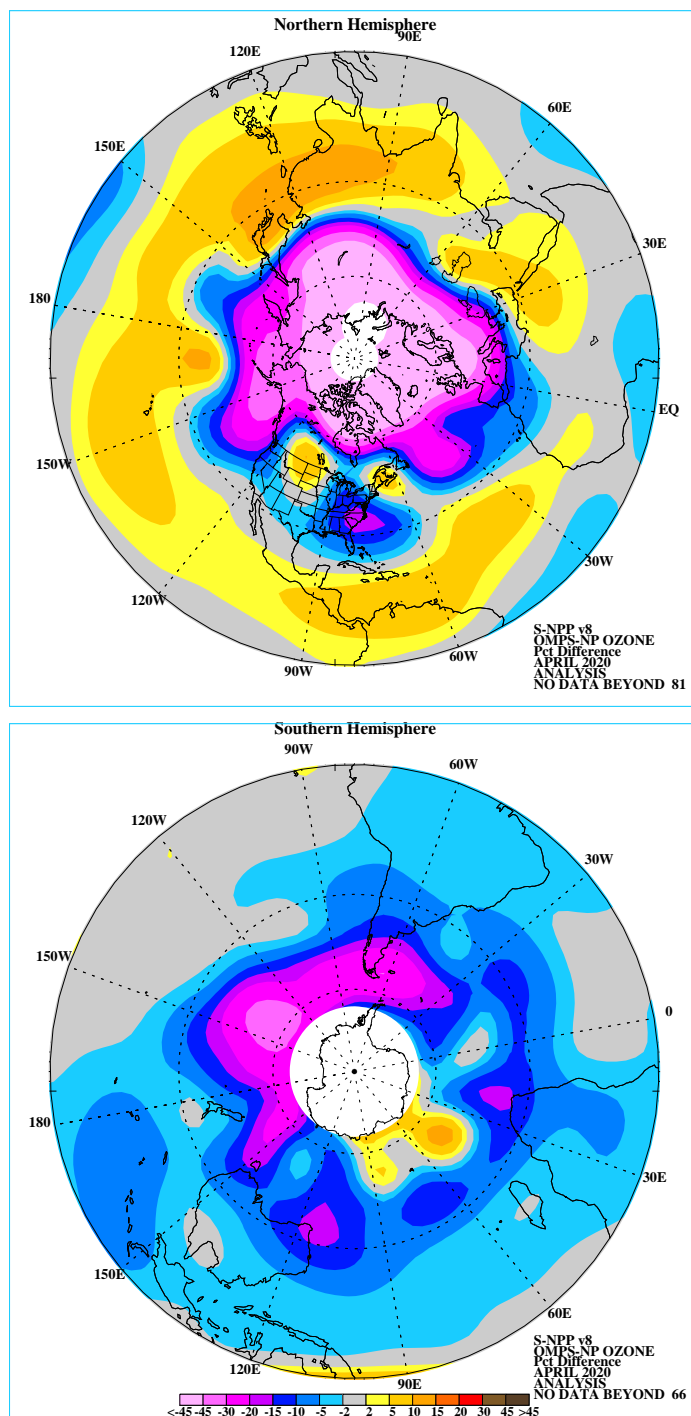 Northern Hemisphere
90E
120E
60E
150E
30E
180
EQ
150W
30W
120W
60W
90W
S-NPP v8
OMPS-NP OZONE
Pct Difference
APRIL 2020
ANALYSIS
NO DATA BEYOND 81
Southern Hemisphere
90W
60W
120W
30W
150W
0
180
30E
150E
60E
120E
90E
S-NPP v8
OMPS-NP OZONE
Pct Difference
APRIL 2020
ANALYSIS
NO DATA BEYOND 66
<-45 -45 -30 -20 -15 -10 -5 -2 2 5 10 15 20 30 45 >45